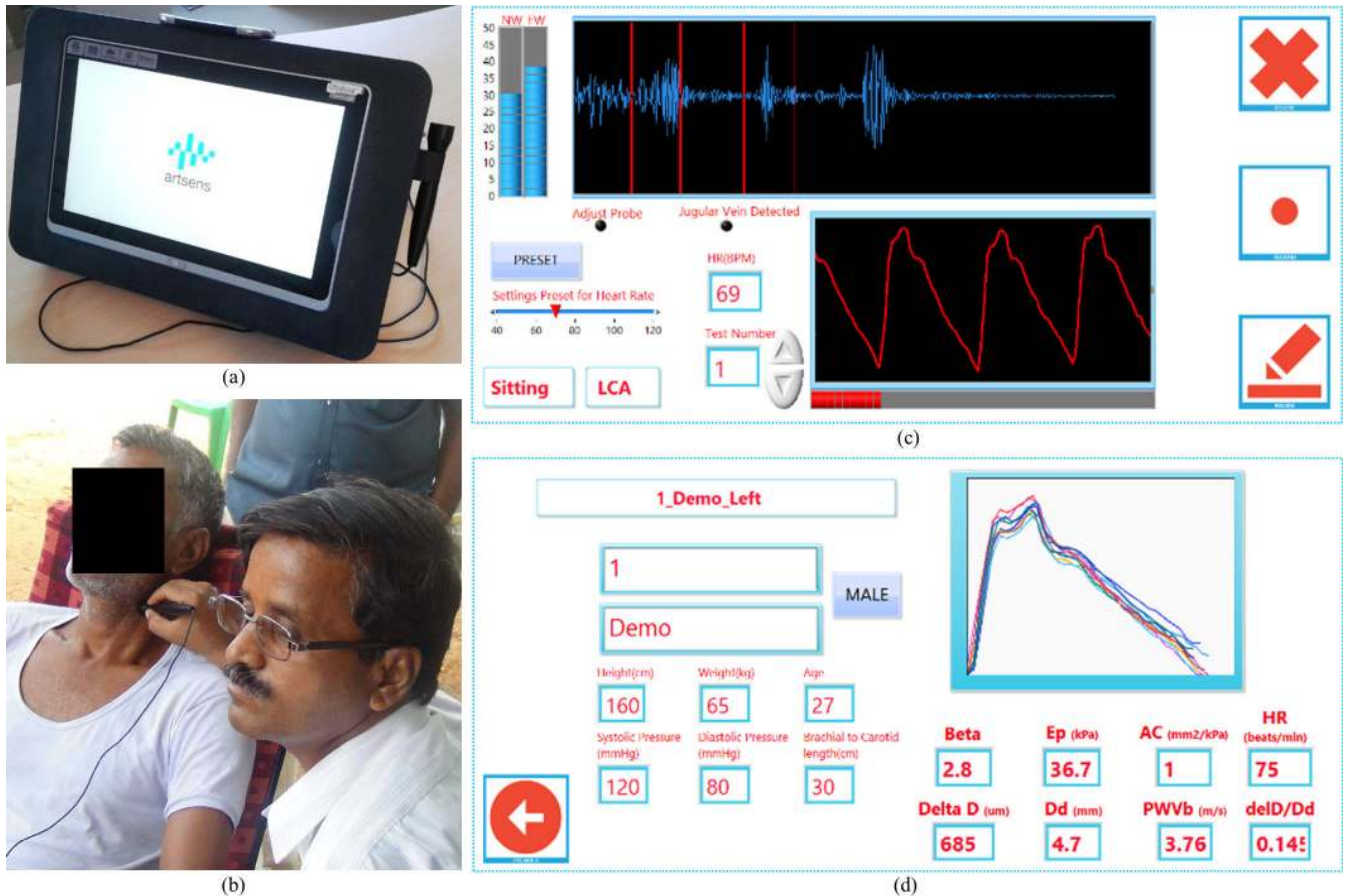 artsens
(a)
(b)
NW FW
50
45
40
35
30
25
20
15
10
5
0
Adjust Probe
Jugular Vein Detected
PRESET
HR(BPM)
69
Settings Preset for Heart Rate
40 60 80 100 120
Test Number
1
Sitting
LCA
(c)
1_Demo_Left
1
Demo
MALE
Height(cm) Weight(kg) Age
160 65 27
Systolic Pressure (mmHg)
Diastolic Pressure (mmHg)
Brachial to Carotid length(cm)
120 80 30
Beta Ep (kPa) AC (mm2/kPa) HR (beats/min)
2.8 36.7 1 75
Delta D (um) Dd (mm) PWVb (m/s) delD/Dd
685 4.7 3.76 0.145
(d)